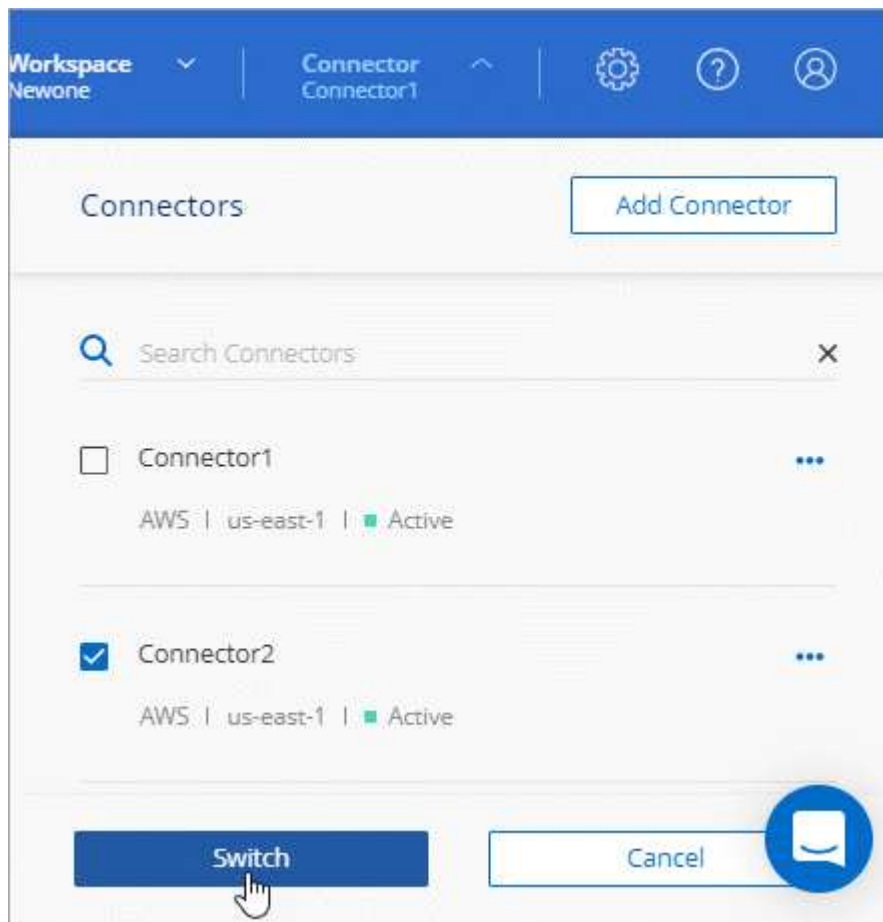 Workspace
Newone
Connector
Connector1
Connectors
Add Connector
Search Connectors
Connector1
AWS | us-east-1 | Active
Connector2
AWS | us-east-1 | Active
Switch
Cancel